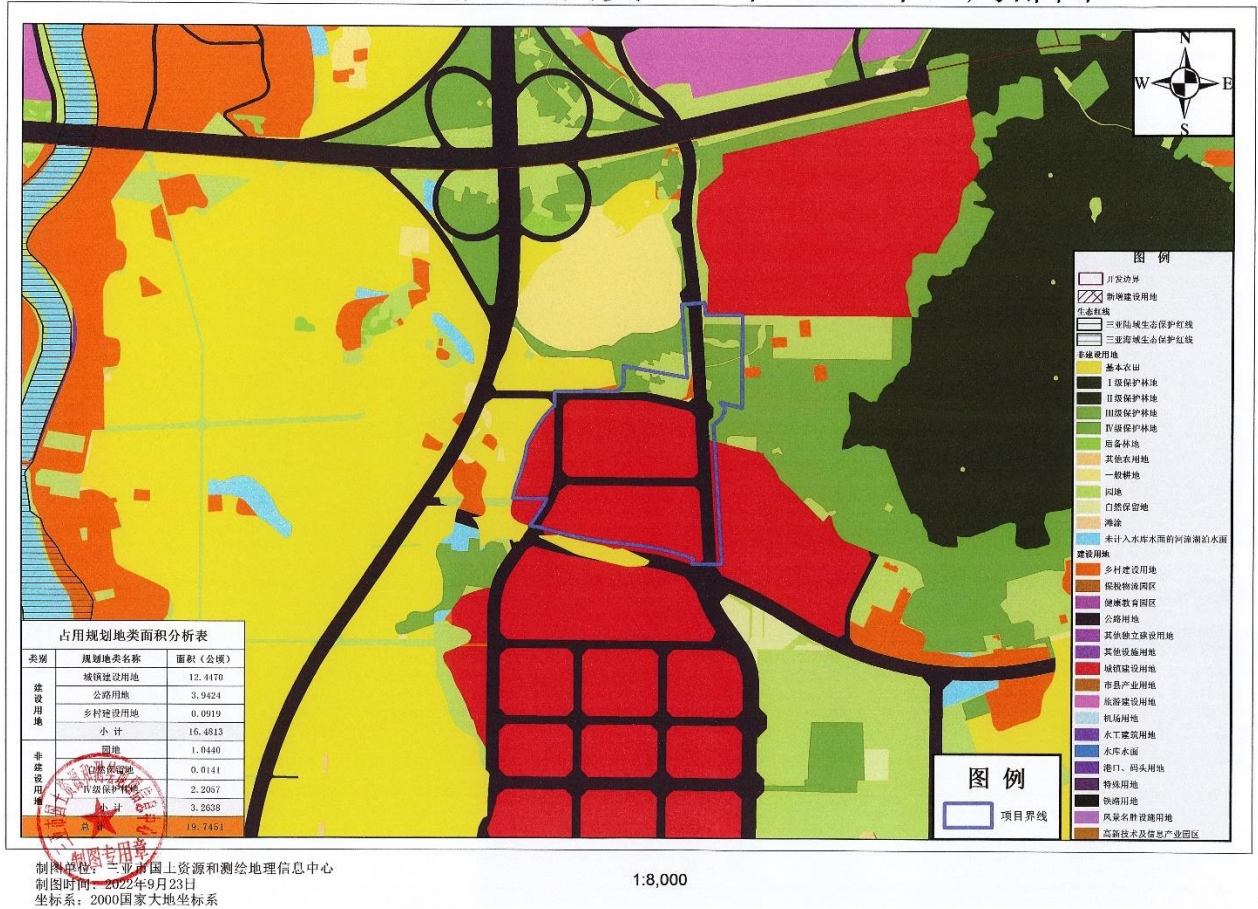 N
W
E
S
图 例
开发边界
新增建设用地
生态红线
三亚陆域生态保护红线
三亚海域生态保护红线
非建设用地
基本农田
I级保护林地
II级保护林地
III级保护林地
IV级保护林地
后备林地
其他农用地
一般耕地
园地
自然保留地
滩涂
未计入水库水面的河流湖泊水面
建设用地
乡村建设用地
保税物流园区
健康教育园区
公路用地
其他独立建设用地
其他设施用地
城镇建设用地
市县产业用地
旅游建设用地
机场用地
水工建筑用地
水库水面
港口、码头用地
特殊用地
铁路用地
风景名胜设施用地
高新技术及信息产业园区
占用规划地类面积分析表
类别 规划地类名称 面积（公顷）
建设用地
城镇建设用地 12.4470
公路用地 3.9424
乡村建设用地 0.0919
小 计 16.4813
非建设用地
园地 1.0440
自然保留地 0.0141
IV级保护林地 2.2057
小 计 3.2638
总 计 19.7451
三亚市国土资源和测绘地理信息中心
制图专用章
图 例
项目界线
制图单位：三亚市国土资源和测绘地理信息中心
制图时间：2022年9月23日
坐标系：2000国家大地坐标系
1:8,000